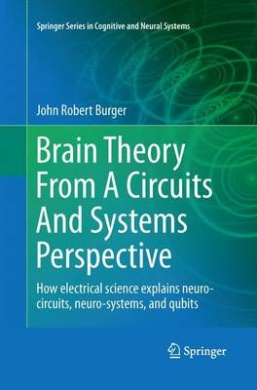 Springer Series in Cognitive and Neural Systems
John Robert Burger
Brain Theory
From A Circuits
And Systems
Perspective
How electrical science explains neuro-
circuits, neuro-systems, and qubits
Springer